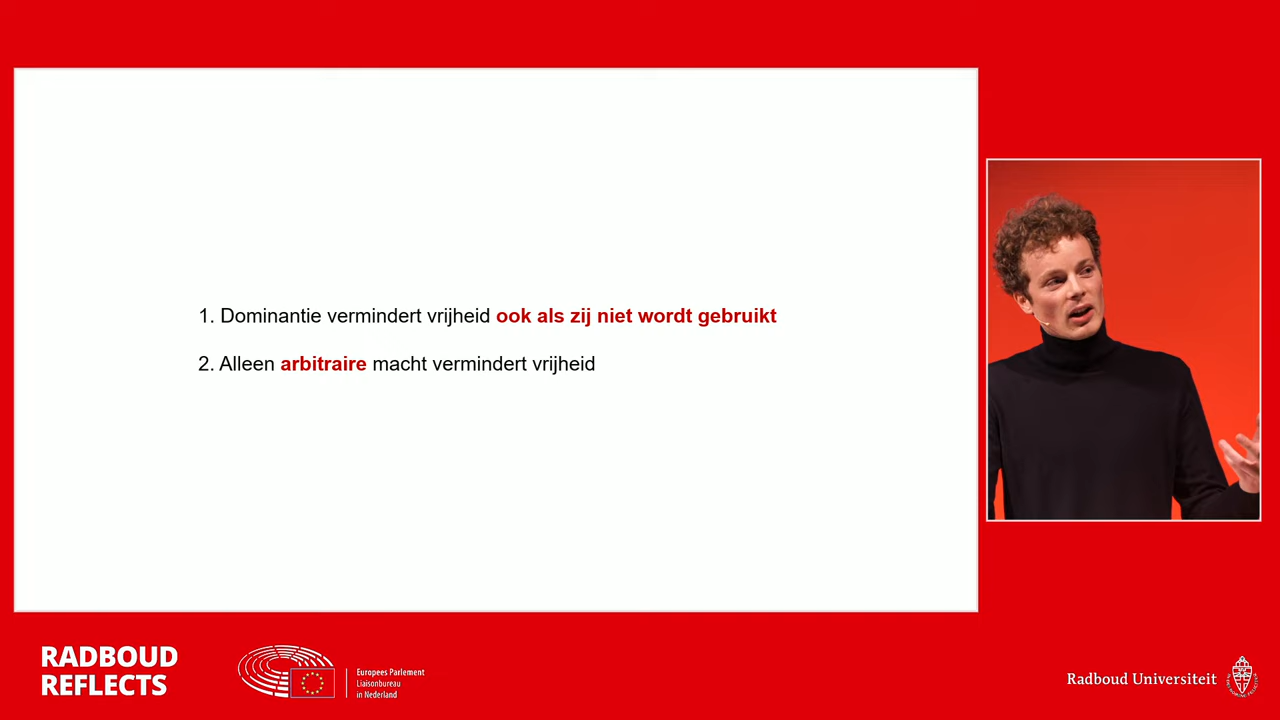 1. Dominantie vermindert vrijheid ook als zij niet wordt gebruikt
2. Alleen arbitraire macht vermindert vrijheid
RADBOUD
REFLECTS
Europees Parlement
Liaisonbureau
in Nederland
Radboud Universiteit